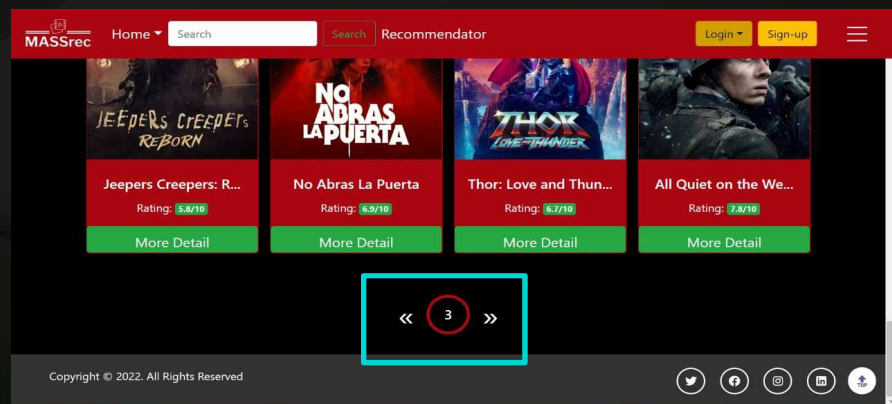 MASSrec
Home
Search
Search
Recommendator
Login
Sign-up
JEEPERS CREEPERS
REBORN
NO
ABRAS
LA PUERTA
THOR
LOVE AND THUNDER
Jeepers Creepers: R...
No Abras La Puerta
Thor: Love and Thun...
All Quiet on the We...
Rating: 5.8/10
Rating: 6.9/10
Rating: 6.7/10
Rating: 7.8/10
More Detail
More Detail
More Detail
More Detail
« 3 »
Copyright © 2022. All Rights Reserved
TOP